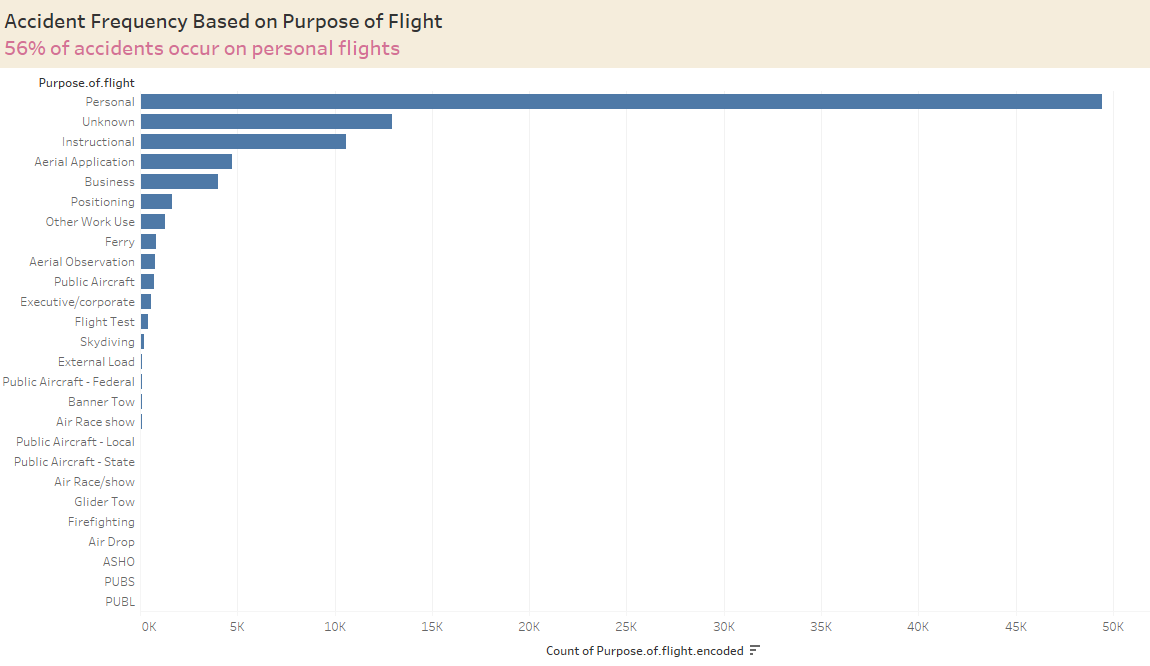 Accident Frequency Based on Purpose of Flight
56% of accidents occur on personal flights
Purpose.of.flight
Personal
Unknown
Instructional
Aerial Application
Business
Positioning
Other Work Use
Ferry
Aerial Observation
Public Aircraft
Executive/corporate
Flight Test
Skydiving
External Load
Public Aircraft - Federal
Banner Tow
Air Race show
Public Aircraft - Local
Public Aircraft - State
Air Race/show
Glider Tow
Firefighting
Air Drop
ASHO
PUBS
PUBL
0K 5K 10K 15K 20K 25K 30K 35K 40K 45K 50K
Count of Purpose.of.flight.encoded